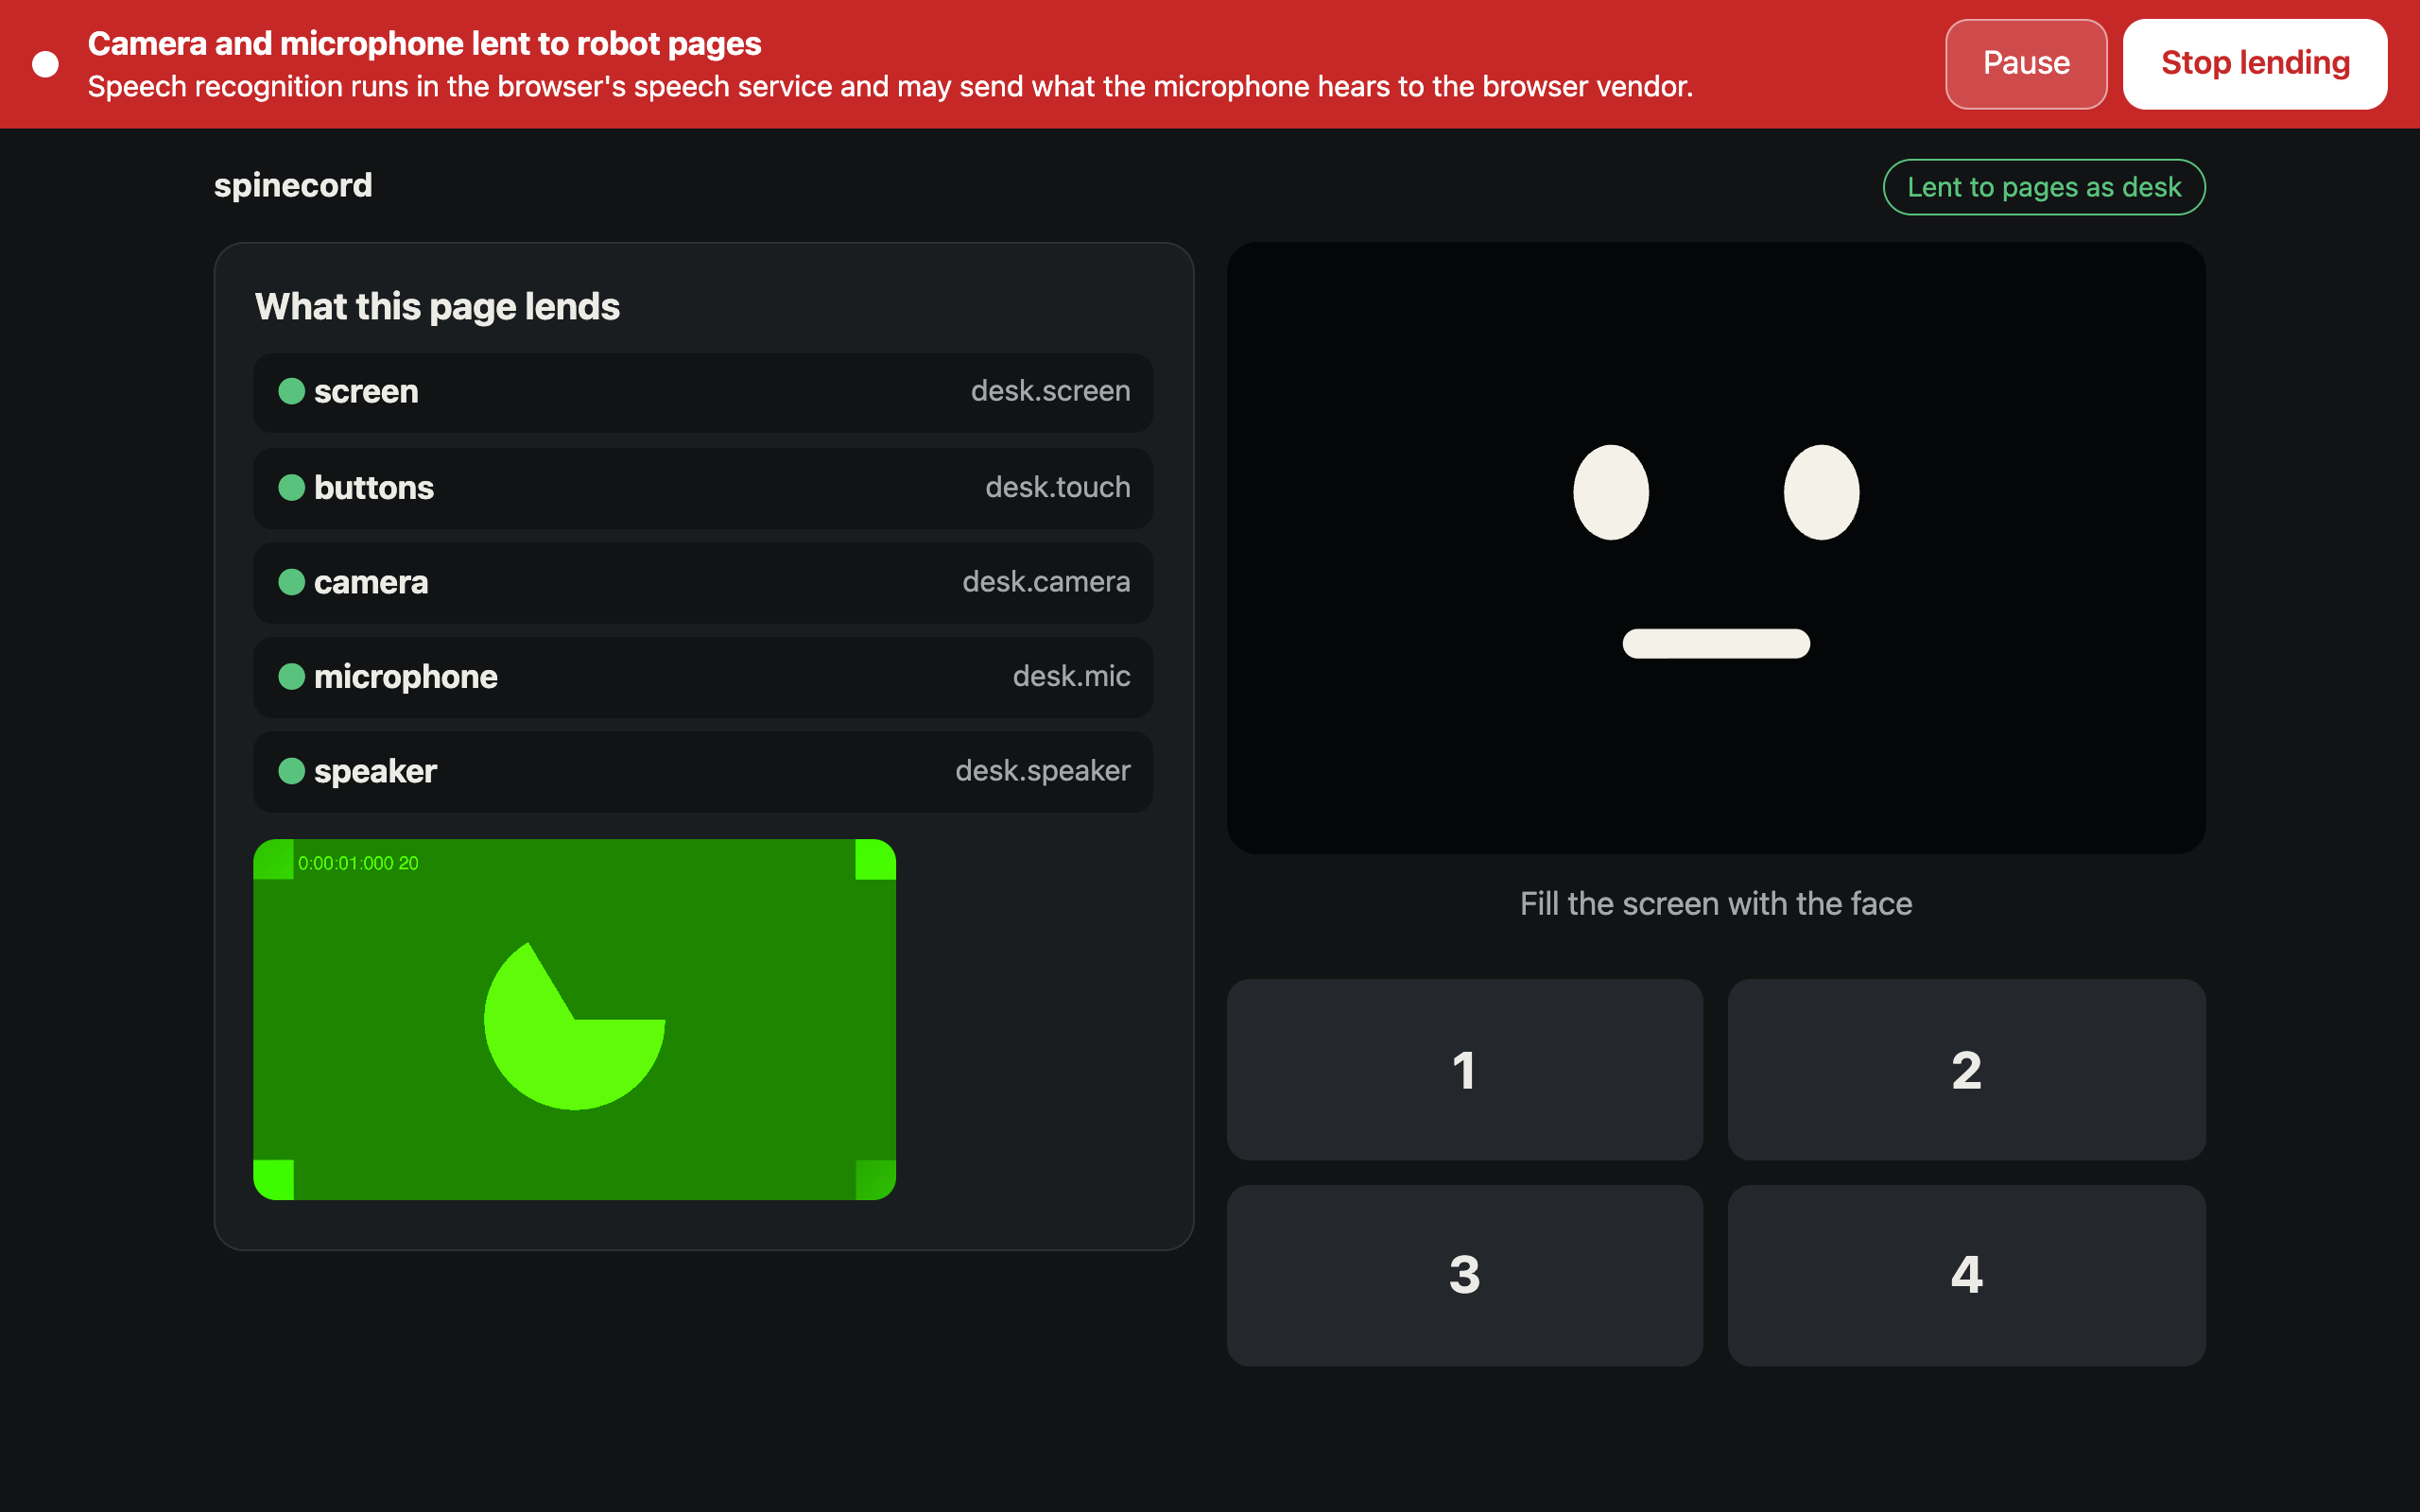 Camera and microphone lent to robot pages
Speech recognition runs in the browser's speech service and may send what the microphone hears to the browser vendor.
Pause
Stop lending
spinecord
Lent to pages as desk
What this page lends
screen desk.screen
buttons desk.touch
camera desk.camera
microphone desk.mic
speaker desk.speaker
0:00:01:000 20
Fill the screen with the face
1
2
3
4